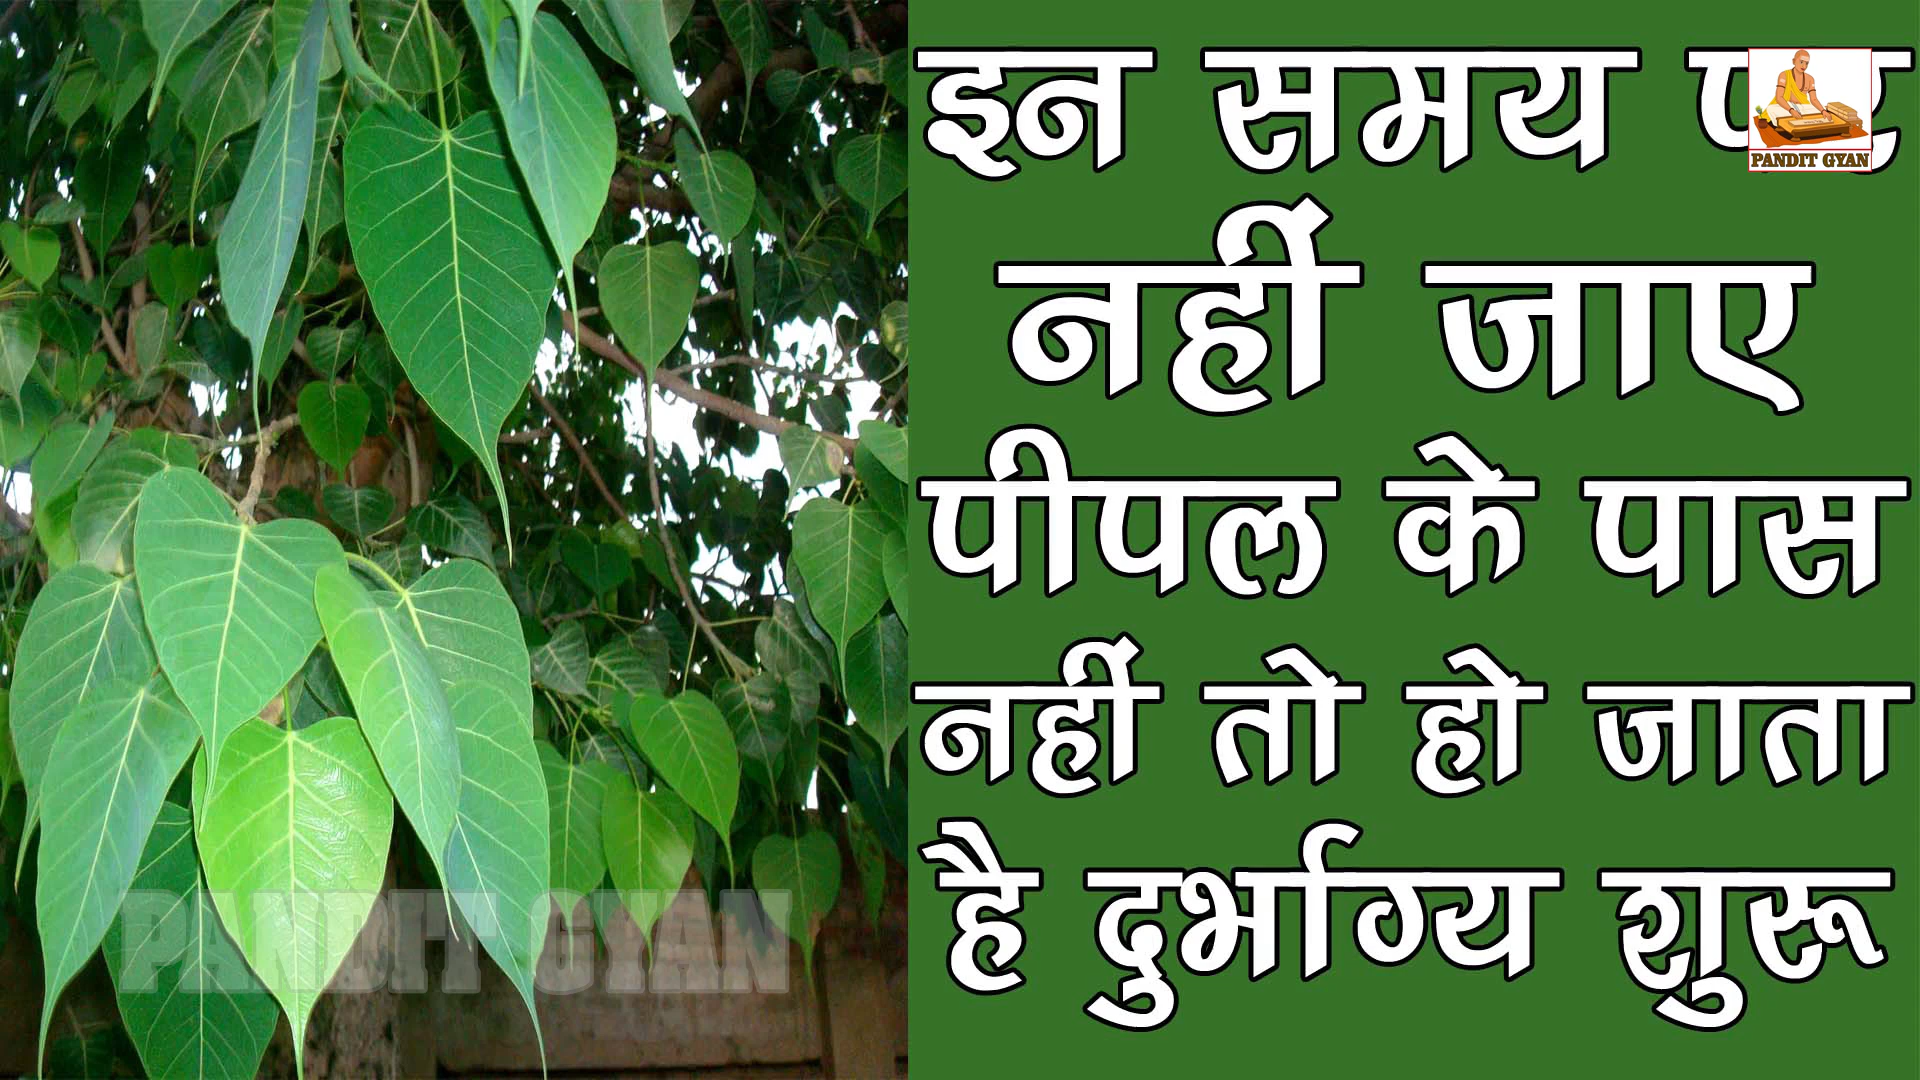 इन समय पर
नहीं जाए
पीपल के पास
नहीं तो हो जाता
है दुर्भाग्य शुरू
PANDIT GYAN
PANDIT GYAN